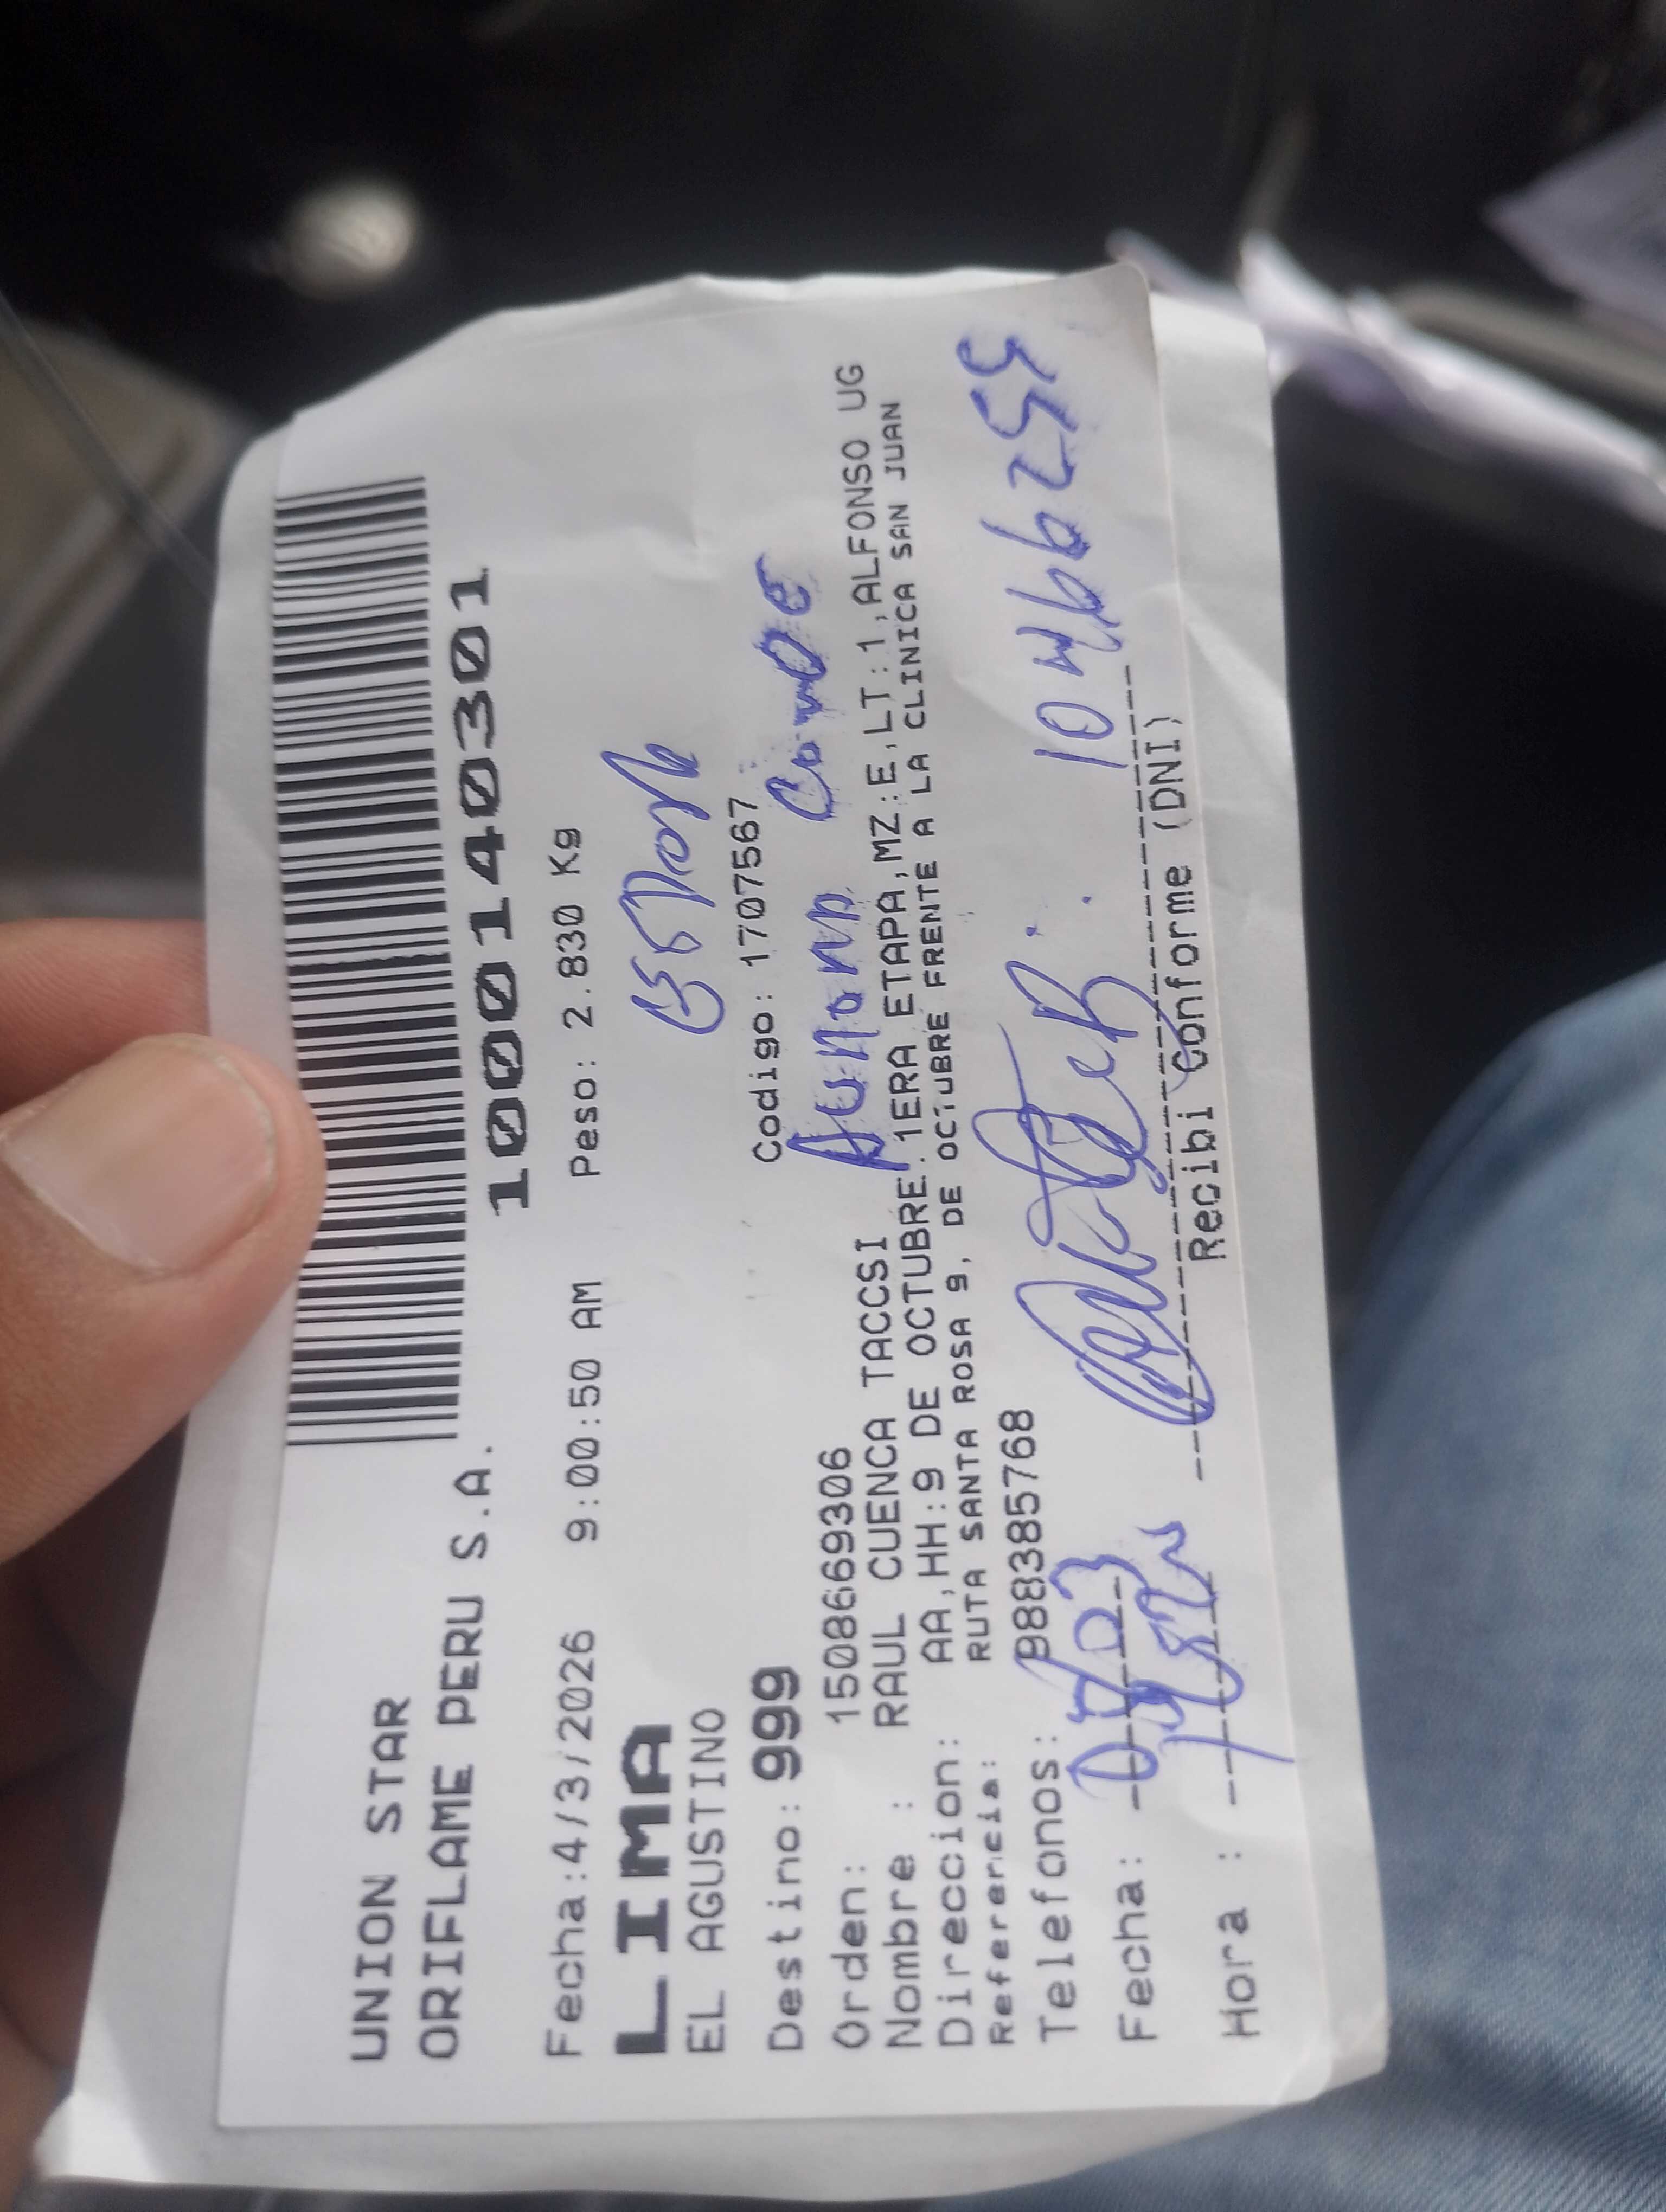 UNION STAR
ORIFLAME PERU S.A.
1000140301
Fecha:4/3/2026 9:00:50 AM Peso: 2.830 Kg
LIMA
EL AGUSTINO
Destino: 999 Codigo: 1707567
Orden: 1508669306
Nombre : RAUL CUENCA TACCSI
Direccion: AA,HH:9 DE OCTUBRE.1ERA ETAPA,MZ:E,LT:1,ALFONSO UG
Referencia: RUTA SANTA ROSA 9, DE OCTUBRE FRENTE A LA CLINICA SAN JUAN
Telefonos: 988385768
Fecha:
Hora :
Recibi Conforme (DNI)